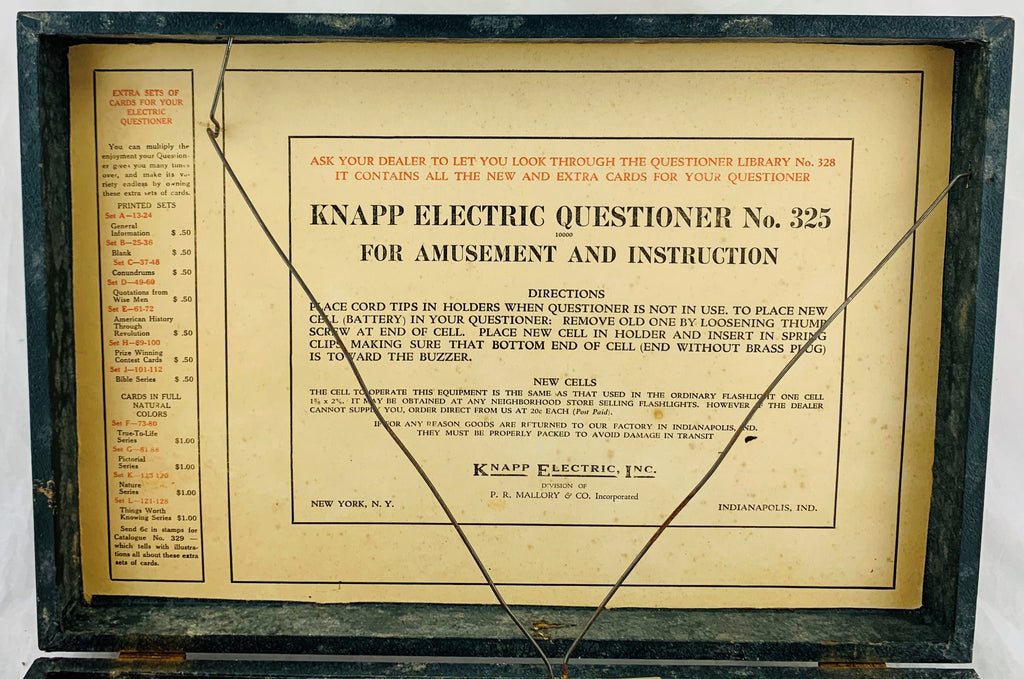 EXTRA SETS OF
CARDS FOR YOUR
ELECTRIC
QUESTIONER
You can multiply the
enjoyment your Question-
er gives you many times
over, and make its va-
riety endless by owning
these extra sets of cards.
PRINTED SETS
Set A—13-24
General
Information $ .50
Set B—25-36
Blank $ .50
Set C—37-48
Conundrums $ .50
Set D—49-60
Quotations from
Wise Men $ .50
Set E—61-72
American History
Through
Revolution $ .50
Set H—89-100
Prize Winning
Contest Cards $ .50
Set J—101-112
Bible Series $ .50
CARDS IN FULL
NATURAL
COLORS
Set F—73-80
True-To-Life
Series $1.00
Set G—81-88
Pictorial
Series $1.00
Set K—113-120
Nature
Series $1.00
Set L—121-128
Things Worth
Knowing Series $1.00
Send 6c in stamps for
Catalogue No. 329 —
which tells with illustra-
tions all about these extra
sets of cards.
ASK YOUR DEALER TO LET YOU LOOK THROUGH THE QUESTIONER LIBRARY No. 328
IT CONTAINS ALL THE NEW AND EXTRA CARDS FOR YOUR QUESTIONER
KNAPP ELECTRIC QUESTIONER No. 325
10000
FOR AMUSEMENT AND INSTRUCTION
DIRECTIONS
PLACE CORD TIPS IN HOLDERS WHEN QUESTIONER IS NOT IN USE. TO PLACE NEW
CELL (BATTERY) IN YOUR QUESTIONER: REMOVE OLD ONE BY LOOSENING THUMB
SCREW AT END OF CELL. PLACE NEW CELL IN HOLDER AND INSERT IN SPRING
CLIPS MAKING SURE THAT BOTTOM END OF CELL (END WITHOUT BRASS PLUG)
IS TOWARD THE BUZZER.
NEW CELLS
THE CELL TO OPERATE THIS EQUIPMENT IS THE SAME AS THAT USED IN THE ORDINARY FLASHLIGHT ONE CELL
1⅜ x 2⅜. IT MAY BE OBTAINED AT ANY NEIGHBORHOOD STORE SELLING FLASHLIGHTS. HOWEVER IF THE DEALER
CANNOT SUPPLY YOU, ORDER DIRECT FROM US AT 20c EACH (Post Paid).
IF FOR ANY REASON GOODS ARE RETURNED TO OUR FACTORY IN INDIANAPOLIS, IND.
THEY MUST BE PROPERLY PACKED TO AVOID DAMAGE IN TRANSIT
KNAPP ELECTRIC, INC.
DIVISION OF
P. R. MALLORY & CO. Incorporated
NEW YORK, N. Y. INDIANAPOLIS, IND.